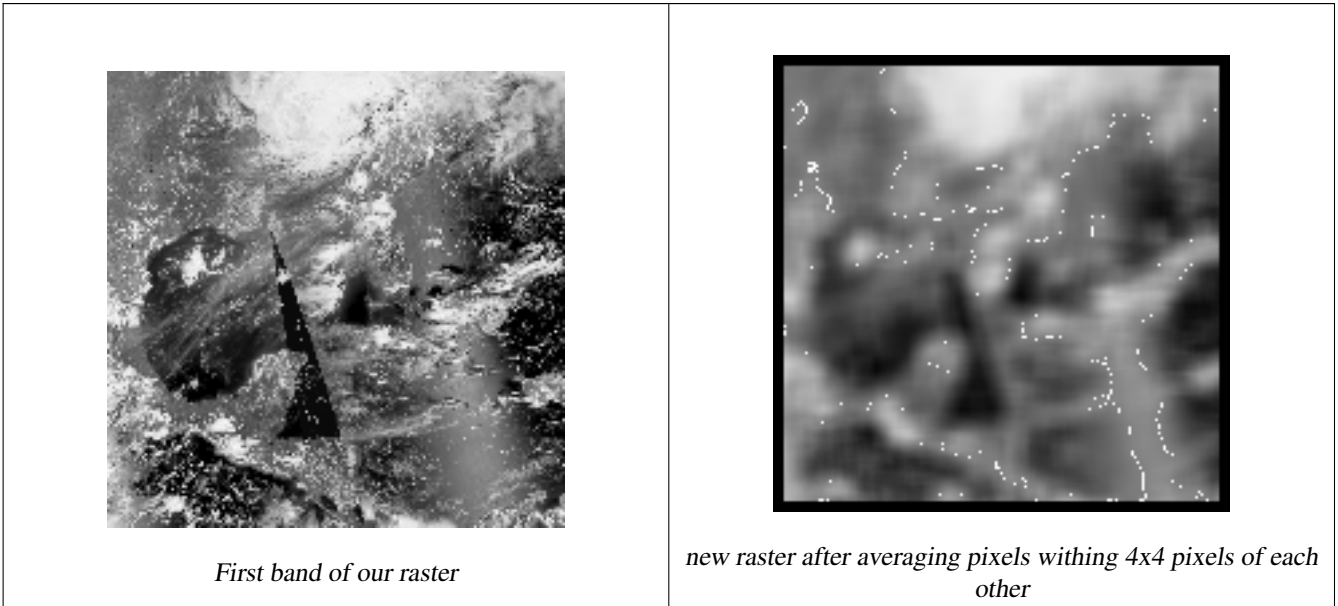 First band of our raster
new raster after averaging pixels withing 4x4 pixels of each
other